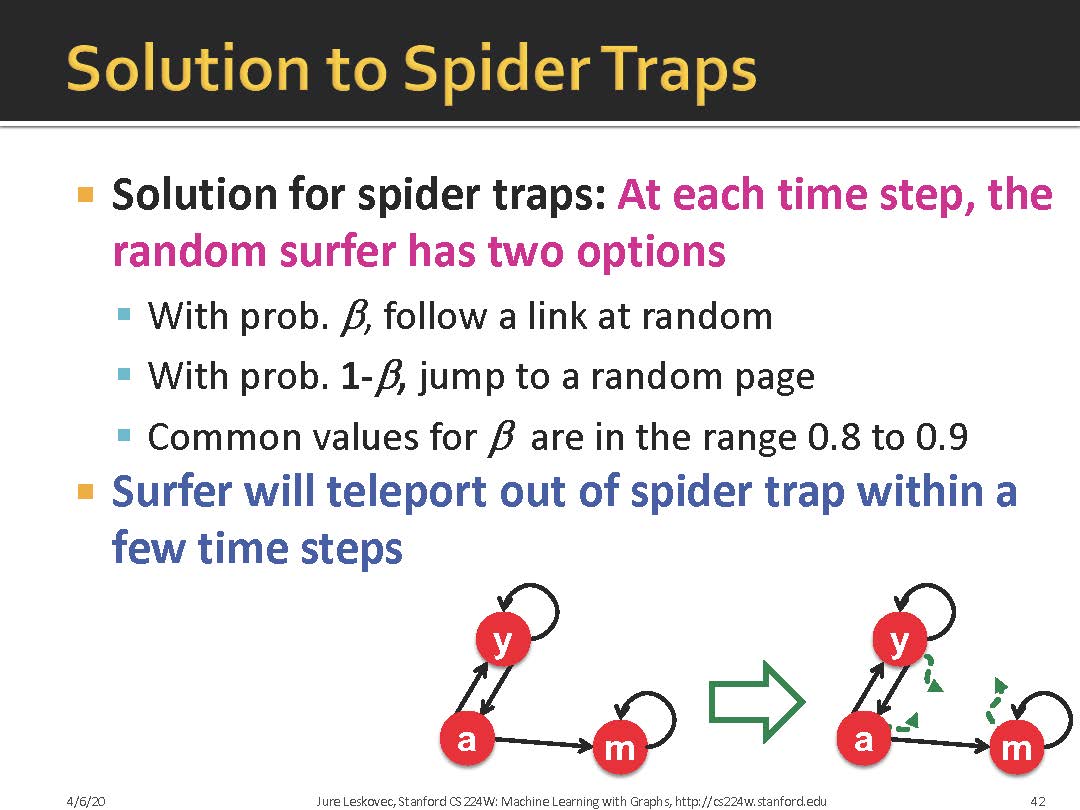 Solution to Spider Traps
▪ Solution for spider traps: At each time step, the
random surfer has two options
▪ With prob. β, follow a link at random
▪ With prob. 1-β, jump to a random page
▪ Common values for β are in the range 0.8 to 0.9
▪ Surfer will teleport out of spider trap within a
few time steps
y
a
m
y
a
m
4/6/20
Jure Leskovec, Stanford CS224W: Machine Learning with Graphs, http://cs224w.stanford.edu
42